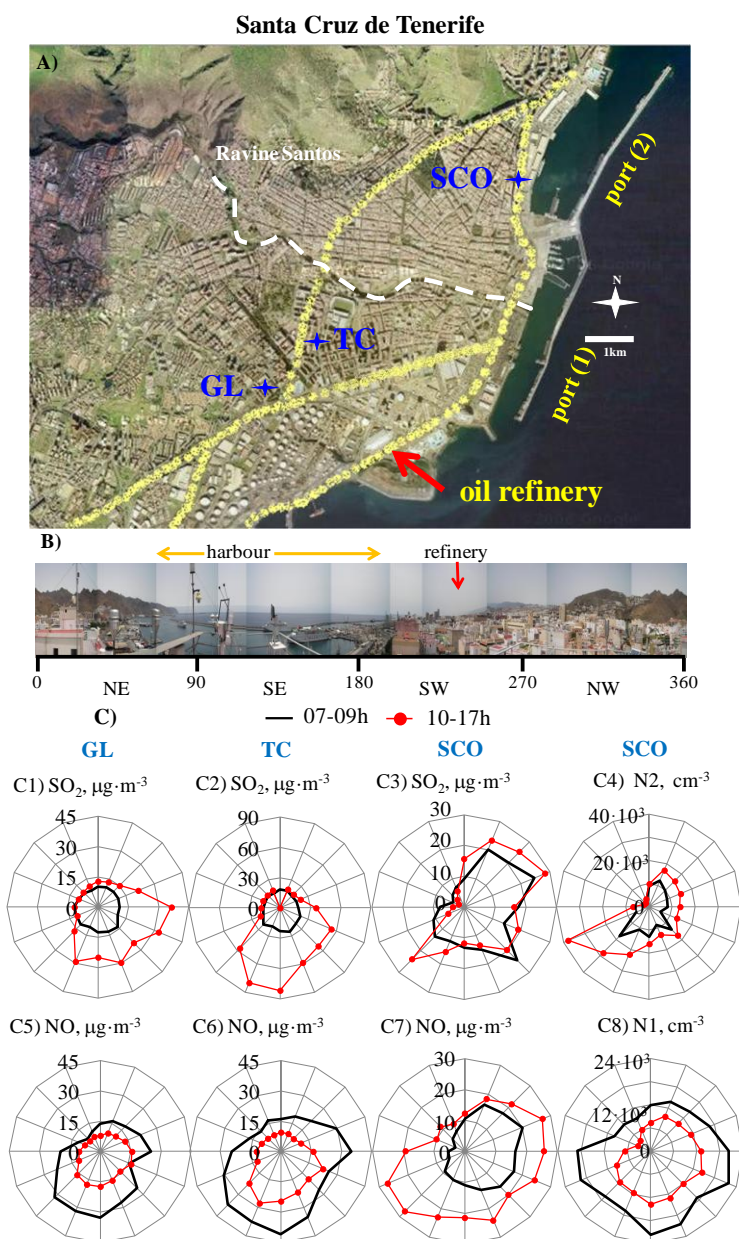 Santa Cruz de Tenerife
A)
Ravine Santos
SCO
port (2)
N
1km
TC
port (1)
GL
oil refinery
B)
harbour
refinery
0 NE 90 SE 180 SW 270 NW 360
C)
07-09h
10-17h
GL TC SCO SCO
C1) SO₂, µg·m⁻³
C2) SO₂, µg·m⁻³
C3) SO₂, µg·m⁻³
C4) N2, cm⁻³
45
30
15
0
90
60
30
0
30
20
10
0
40·10³
20·10³
0
C5) NO, µg·m⁻³
C6) NO, µg·m⁻³
C7) NO, µg·m⁻³
C8) N1, cm⁻³
45
30
15
0
45
30
15
0
30
20
10
0
24·10³
12·10³
0